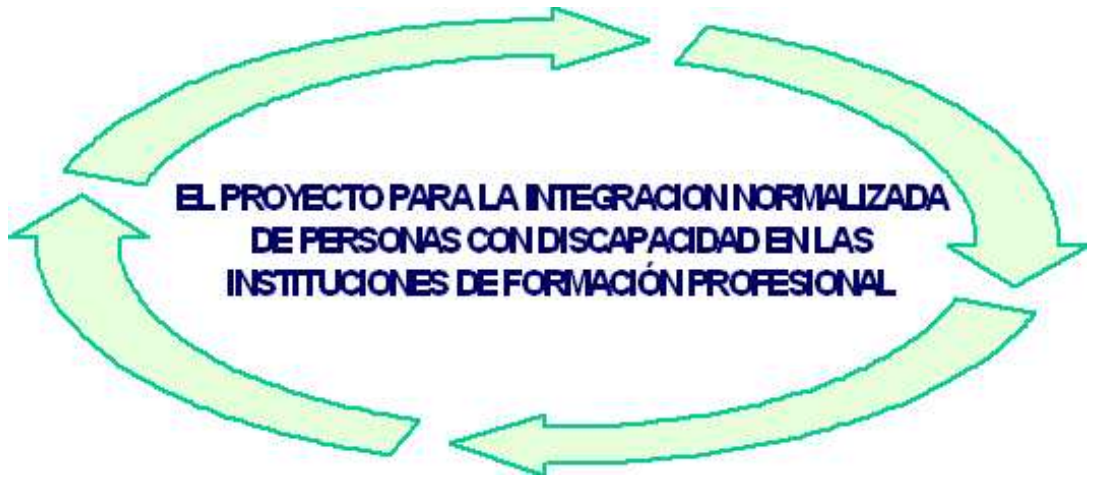 EL PROYECTO PARA LA INTEGRACION NORMALIZADA
DE PERSONAS CON DISCAPACIDAD EN LAS
INSTITUCIONES DE FORMACIÓN PROFESIONAL